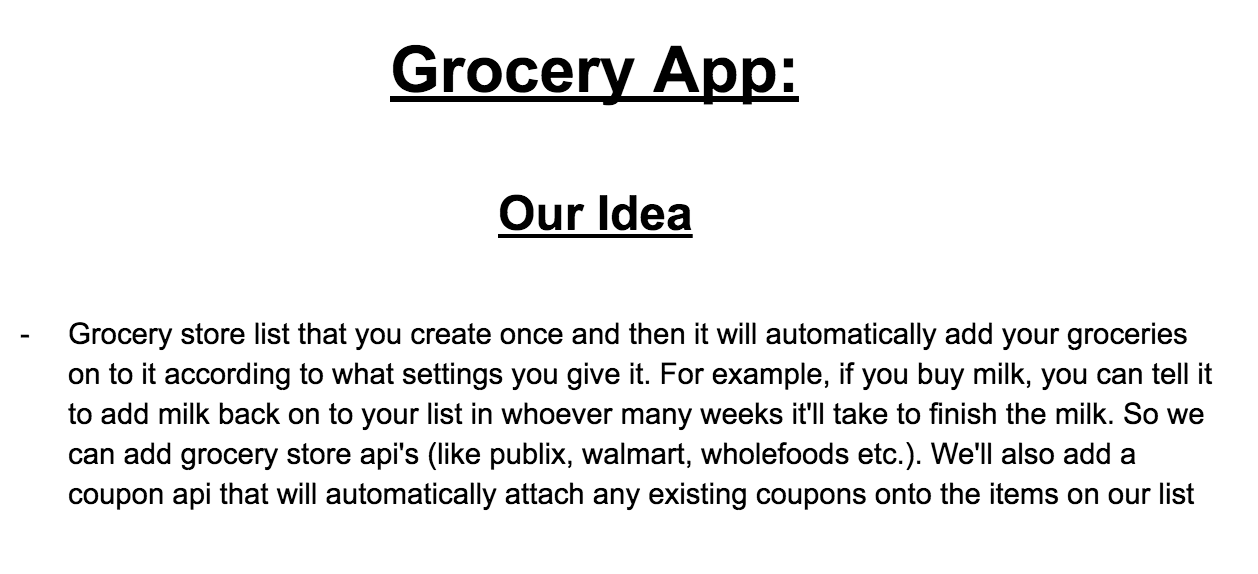 Grocery App:
Our Idea
- Grocery store list that you create once and then it will automatically add your groceries
on to it according to what settings you give it. For example, if you buy milk, you can tell it
to add milk back on to your list in whoever many weeks it'll take to finish the milk. So we
can add grocery store api's (like publix, walmart, wholefoods etc.). We'll also add a
coupon api that will automatically attach any existing coupons onto the items on our list